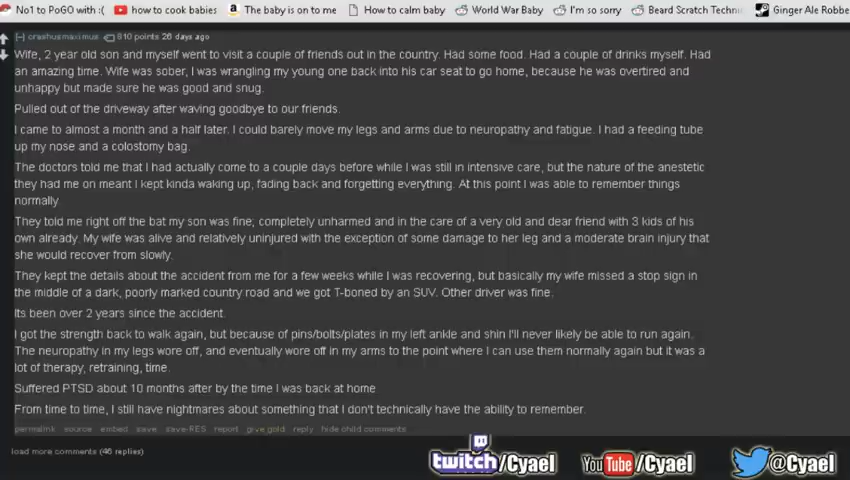 No1 to PoGO with :( how to cook babies The baby is on to me How to calm baby World War Baby I'm so sorry Beard Scratch Techni Ginger Ale Robbe
[-] crashusmaximus 910 points 26 days ago
Wife, 2 year old son and myself went to visit a couple of friends out in the country. Had some food. Had a couple of drinks myself. Had
an amazing time. Wife was sober, I was wrangling my young one back into his car seat to go home, because he was overtired and
unhappy but made sure he was good and snug.
Pulled out of the driveway after waving goodbye to our friends.
I came to almost a month and a half later. I could barely move my legs and arms due to neuropathy and fatigue. I had a feeding tube
up my nose and a colostomy bag.
The doctors told me that I had actually come to a couple days before while I was still in intensive care, but the nature of the anestetic
they had me on meant I kept kinda waking up, fading back and forgetting everything. At this point I was able to remember things
normally
They told me right off the bat my son was fine; completely unharmed and in the care of a very old and dear friend with 3 kids of his
own already. My wife was alive and relatively uninjured with the exception of some damage to her leg and a moderate brain injury that
she would recover from slowly.
They kept the details about the accident from me for a few weeks while I was recovering, but basically my wife missed a stop sign in
the middle of a dark, poorly marked country road and we got T-boned by an SUV. Other driver was fine.
Its been over 2 years since the accident.
I got the strength back to walk again, but because of pins/bolts/plates in my left ankle and shin I'll never likely be able to run again.
The neuropathy in my legs wore off, and eventually wore off in my arms to the point where I can use them normally again but it was a
lot of therapy, retraining, time.
Suffered PTSD about 10 months after by the time I was back at home
From time to time, I still have nightmares about something that I don't technically have the ability to remember.
permalink source embed save save-RES report give gold reply hide child comments
load more comments (46 replies)
twitch/Cyael YouTube/Cyael @Cyael